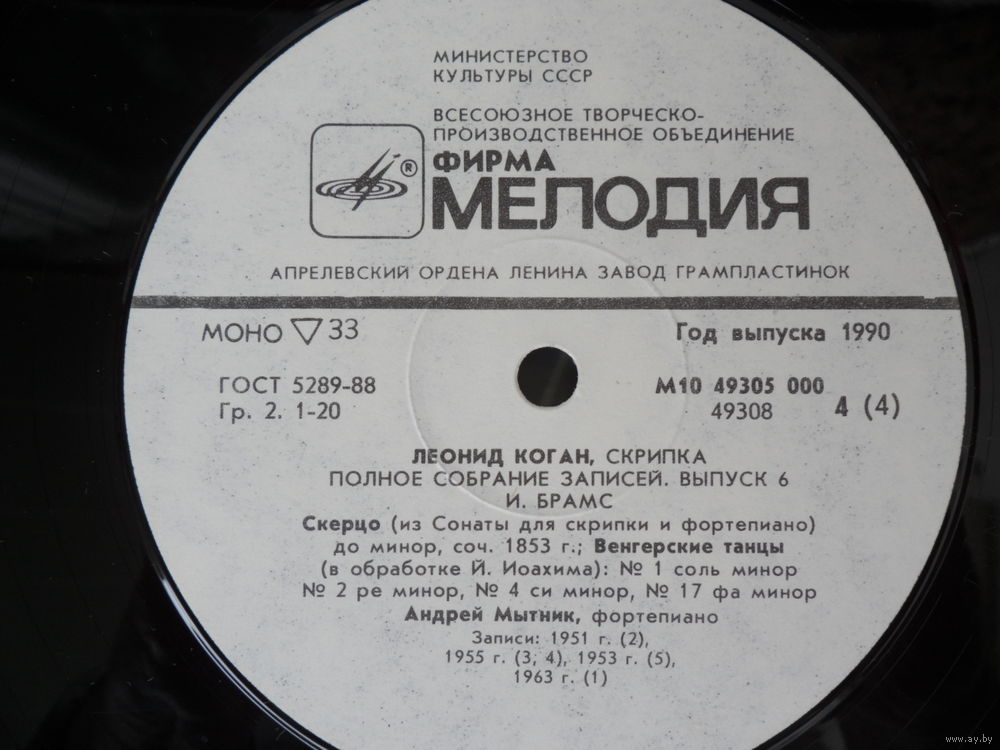 МИНИСТЕРСТВО
КУЛЬТУРЫ СССР
ВСЕСОЮЗНОЕ ТВОРЧЕСКО-
ПРОИЗВОДСТВЕННОЕ ОБЪЕДИНЕНИЕ
®
ФИРМА
МЕЛОДИЯ
АПРЕЛЕВСКИЙ ОРДЕНА ЛЕНИНА ЗАВОД ГРАМПЛАСТИНОК
МОНО ▽ 33 Год выпуска 1990
ГОСТ 5289-88 М10 49305 000
Гр. 2. 1-20 49308 4 (4)
ЛЕОНИД КОГАН, СКРИПКА
ПОЛНОЕ СОБРАНИЕ ЗАПИСЕЙ. ВЫПУСК 6
И. БРАМС
Скерцо (из Сонаты для скрипки и фортепиано)
до минор, соч. 1853 г.; Венгерские танцы
(в обработке Й. Иоахима): № 1 соль минор
№ 2 ре минор, № 4 си минор, № 17 фа минор
Андрей Мытник, фортепиано
Записи: 1951 г. (2),
1955 г. (3, 4), 1953 г. (5),
1963 г. (1)
www.ay.by